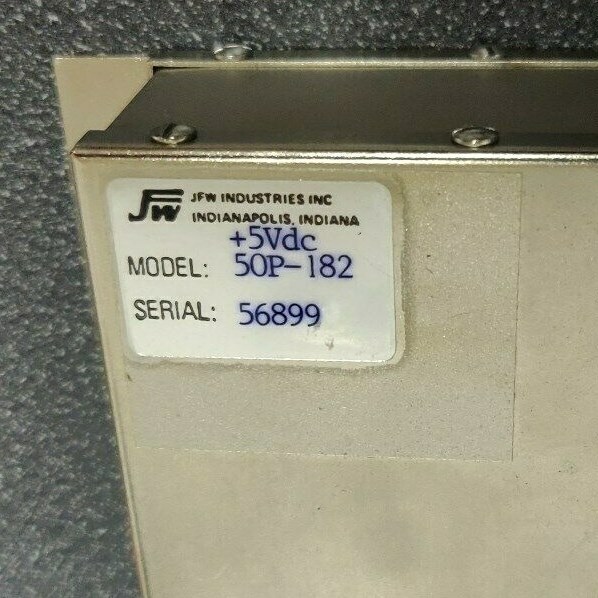 JFW JFW INDUSTRIES INC
INDIANAPOLIS, INDIANA
+5Vdc
MODEL: 50P-182
SERIAL: 56899